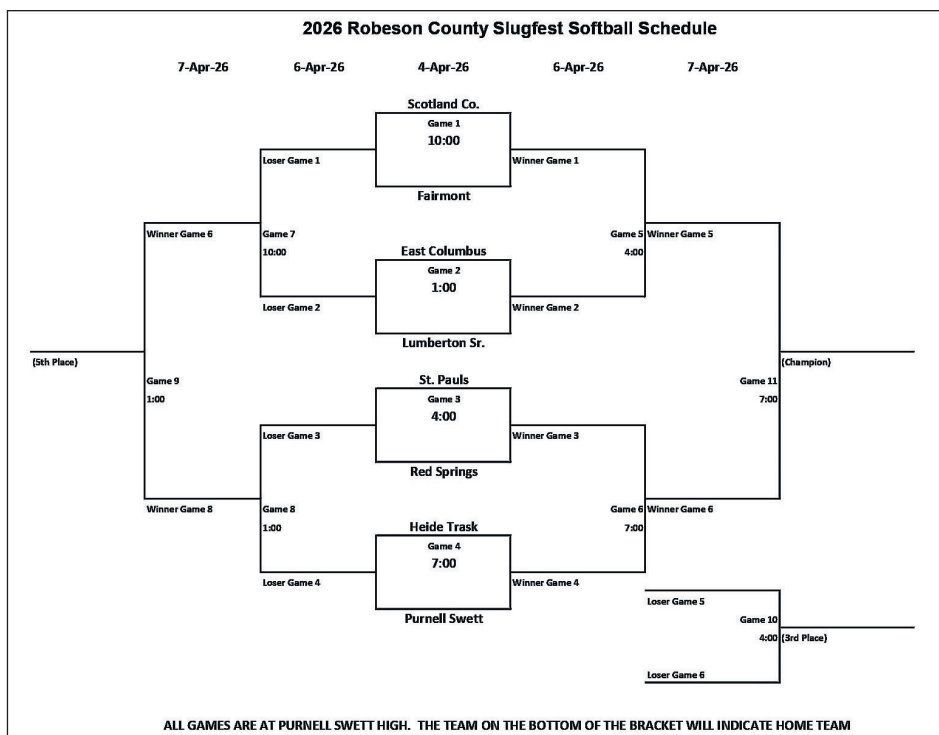 2026 Robeson County Slugfest Softball Schedule
7-Apr-26 6-Apr-26 4-Apr-26 6-Apr-26 7-Apr-26
Scotland Co.
Game 1
10:00
Loser Game 1 Winner Game 1
Fairmont
Winner Game 6 Game 7 Game 5 Winner Game 5
10:00 4:00
East Columbus
Game 2
1:00
Loser Game 2 Winner Game 2
Lumberton Sr.
(5th Place) (Champion)
St. Pauls
Game 9 Game 11
1:00 7:00
Game 3
4:00
Loser Game 3 Winner Game 3
Red Springs
Winner Game 8 Game 8 Game 6 Winner Game 6
1:00 7:00
Heide Trask
Game 4
7:00
Loser Game 4 Winner Game 4
Purnell Swett
Loser Game 5
Game 10
4:00 (3rd Place)
Loser Game 6
ALL GAMES ARE AT PURNELL SWETT HIGH. THE TEAM ON THE BOTTOM OF THE BRACKET WILL INDICATE HOME TEAM